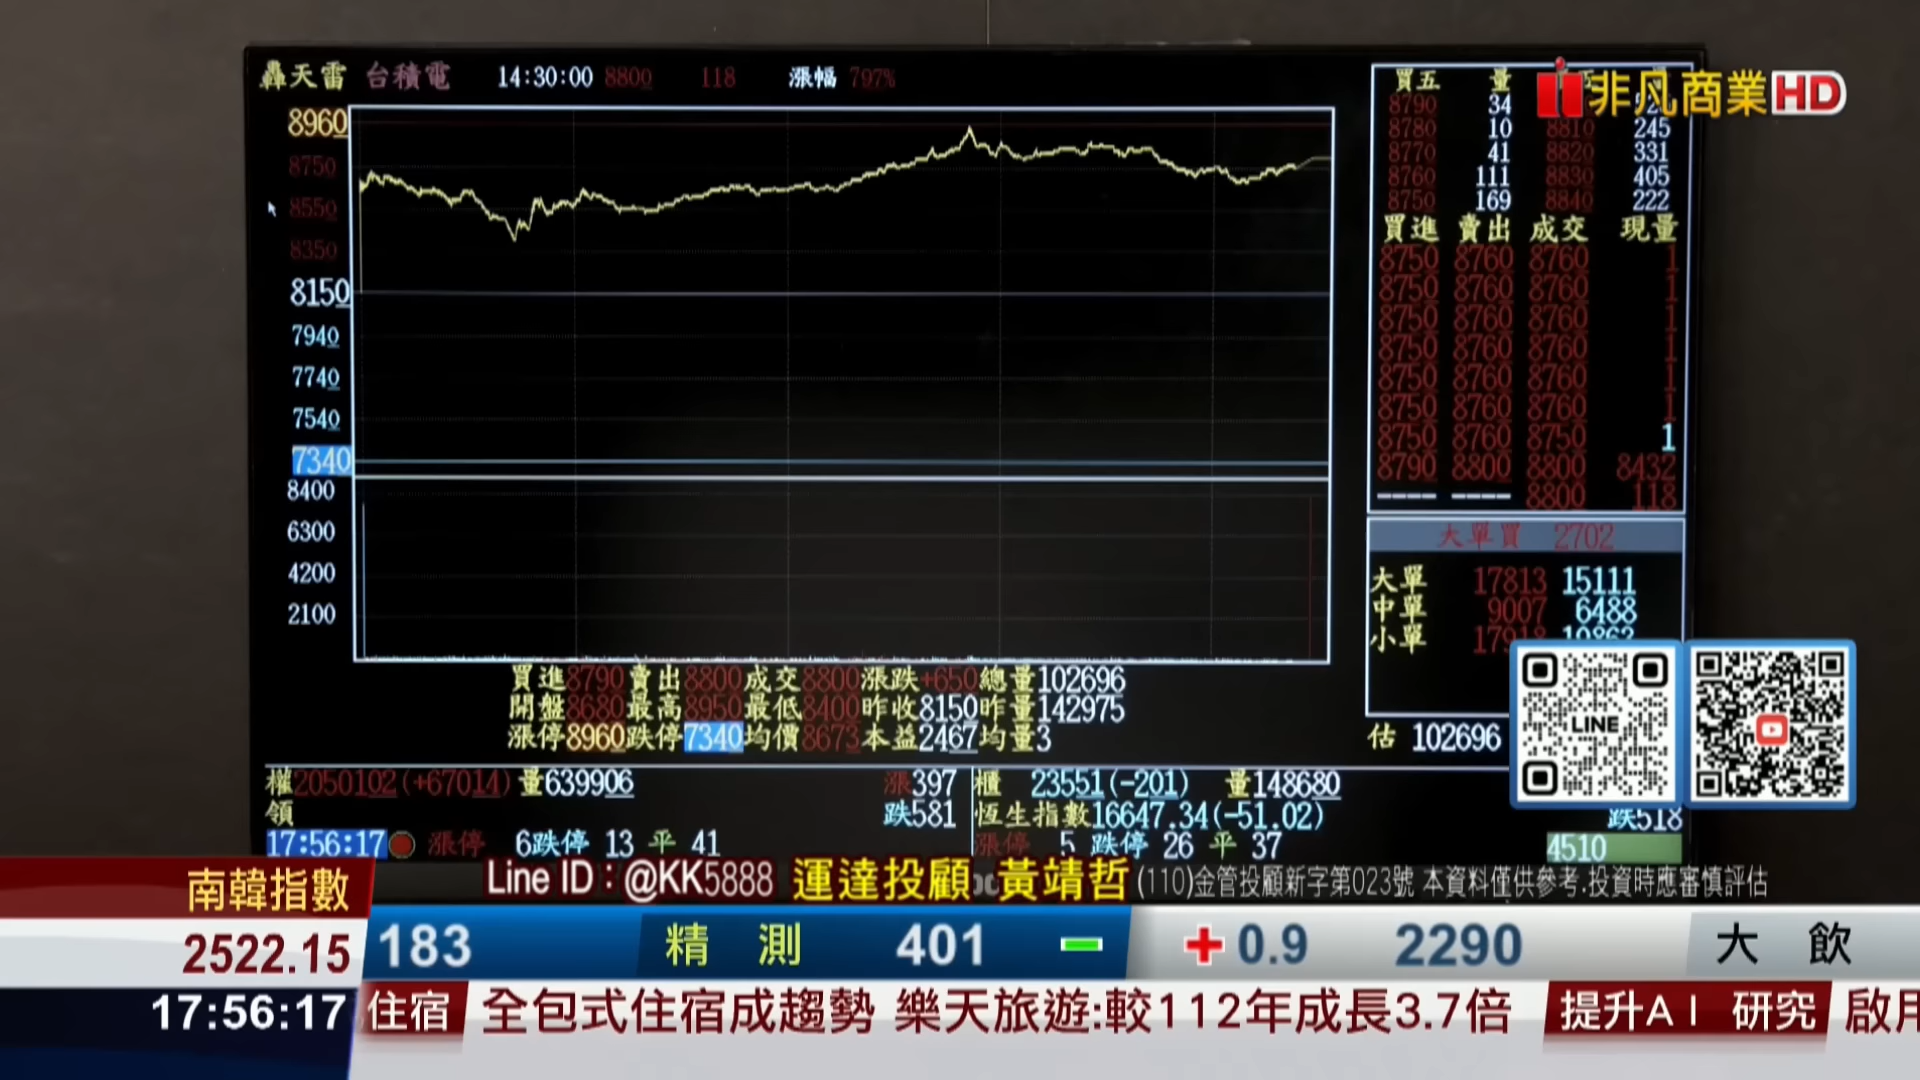 轟天雷 台積電 14:30:00 8800 118 漲幅 797%
非凡商業HD
8960
8750
8550
8350
8150
7940
7740
7540
7340
8400
6300
4200
2100
買五 量
8790 34
8780 10 8810 245
8770 41 8820 331
8760 111 8830 405
8750 169 8840 222
買進 賣出 成交 現量
8750 8760 8760 1
8750 8760 8760 1
8750 8760 8760 1
8750 8760 8760 1
8750 8760 8760 1
8750 8760 8760 1
8750 8760 8750 1
8790 8800 8800 8432
---- ---- 8800 118
大單買 2702
大單 17813 15111
中單 9007 6488
小單 17918 10862
買進8790賣出8800成交8800漲跌+650總量102696
開盤8680最高8950最低8400昨收8150昨量142975
漲停8960跌停7340均價8673本益2467均量3
估 102696
LINE
權2050102(+67014) 量639906 漲397
櫃 23551(-201) 量148680
領 跌581 恆生指數16647.34(-51.02) 跌518
17:56:17 漲停 6跌停 13 平 41
漲停 5 跌停 26 平 37 4510
Line ID：@KK5888 運達投顧 黃靖哲 (110)金管投顧新字第023號 本資料僅供參考.投資時應審慎評估
南韓指數
2522.15
183 精測 401 0.9 2290 大飲
17:56:17
住宿 全包式住宿成趨勢 樂天旅遊:較112年成長3.7倍 提升AI 研究 啟用